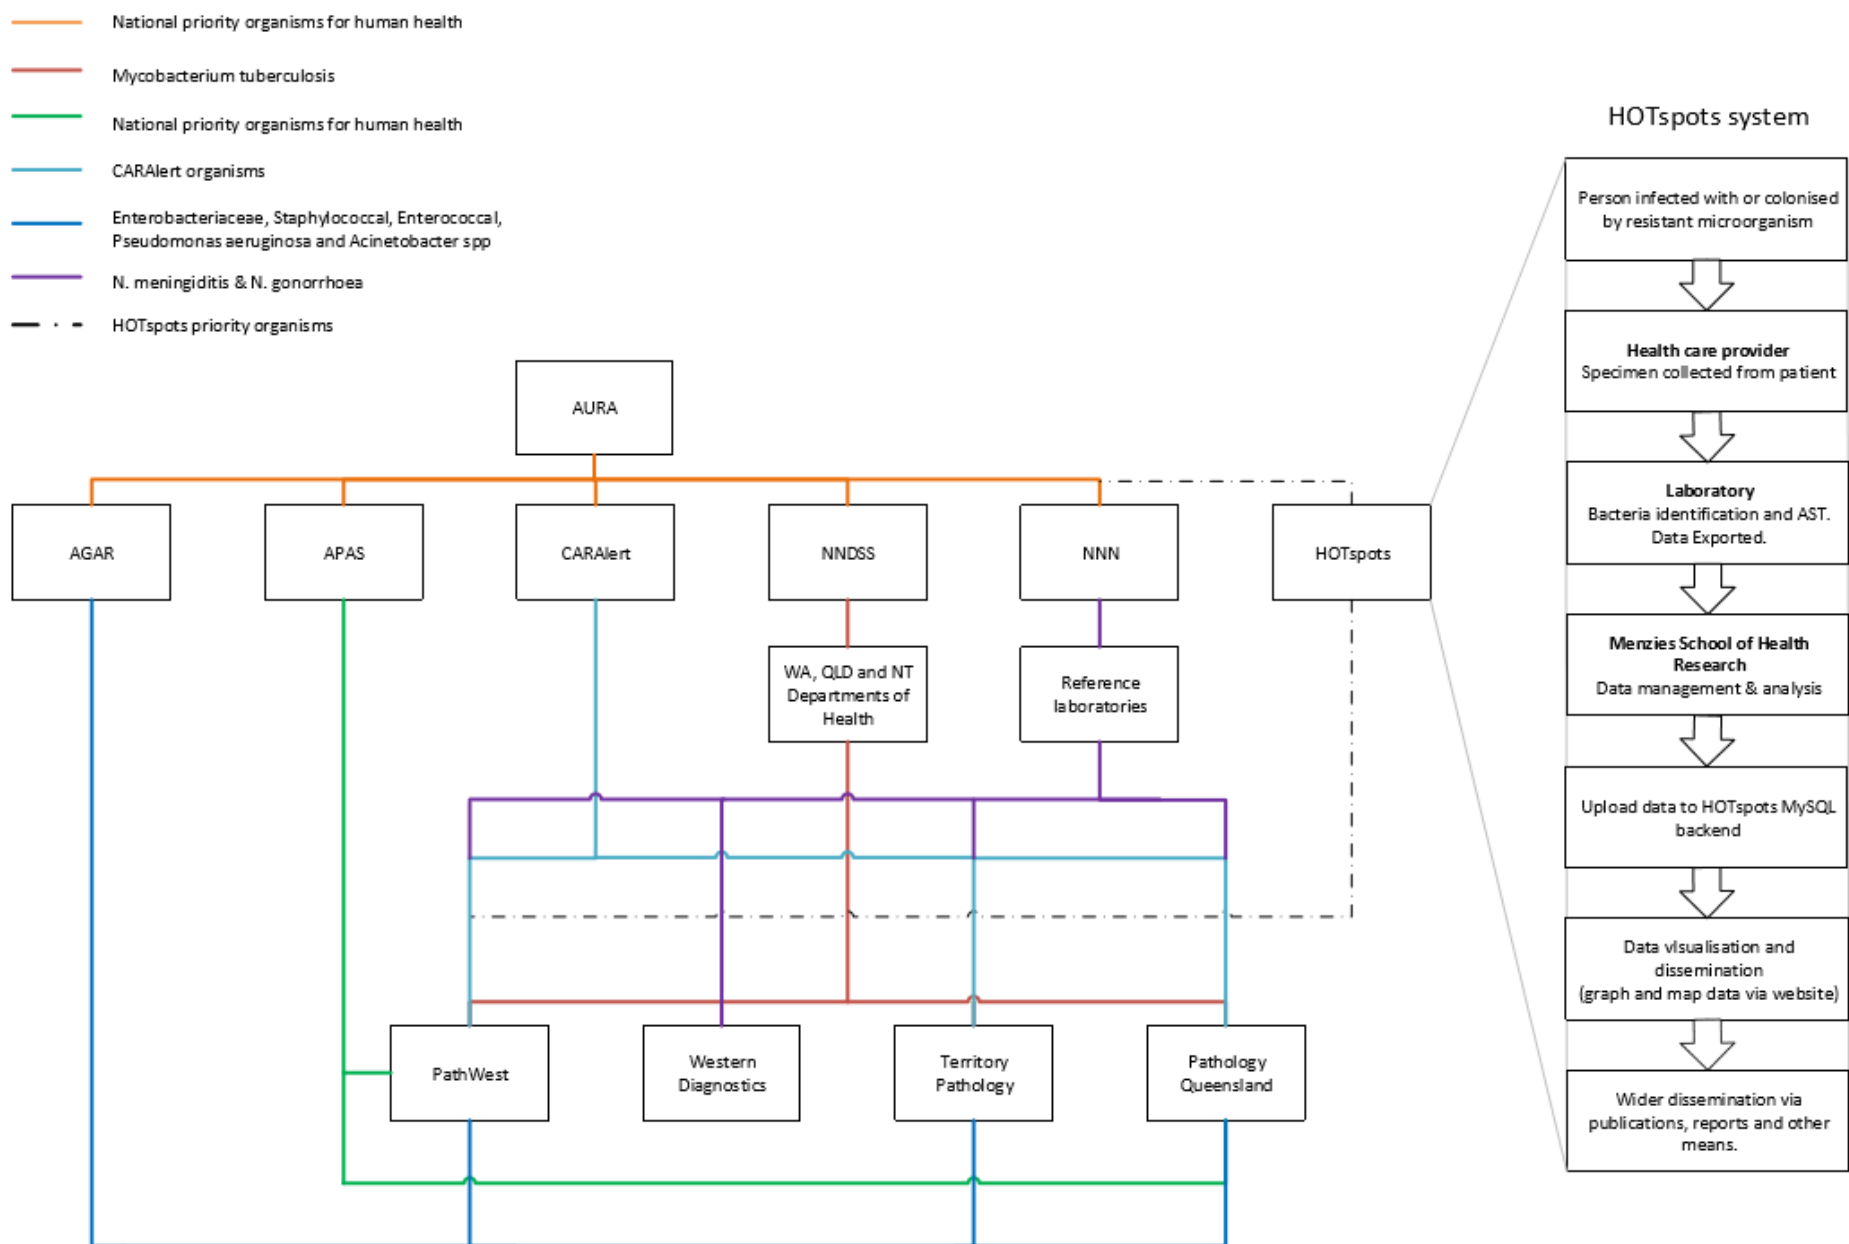 National priority organisms for human health
Mycobacterium tuberculosis
National priority organisms for human health
CARAlert organisms
Enterobacteriaceae, Staphylococcal, Enterococcal,
Pseudomonas aeruginosa and Acinetobacter spp
N. meningiditis & N. gonorrhoea
HOTspots priority organisms
AURA
AGAR
APAS
CARAlert
NNDSS
NNN
HOTspots
WA, QLD and NT
Departments of
Health
Reference
laboratories
PathWest
Western
Diagnostics
Territory
Pathology
Pathology
Queensland
HOTspots system
Person infected with or colonised
by resistant microorganism
Health care provider
Specimen collected from patient
Laboratory
Bacteria identification and AST.
Data Exported.
Menzies School of Health
Research
Data management & analysis
Upload data to HOTspots MySQL
backend
Data visualisation and
dissemination
(graph and map data via website)
Wider dissemination via
publications, reports and other
means.